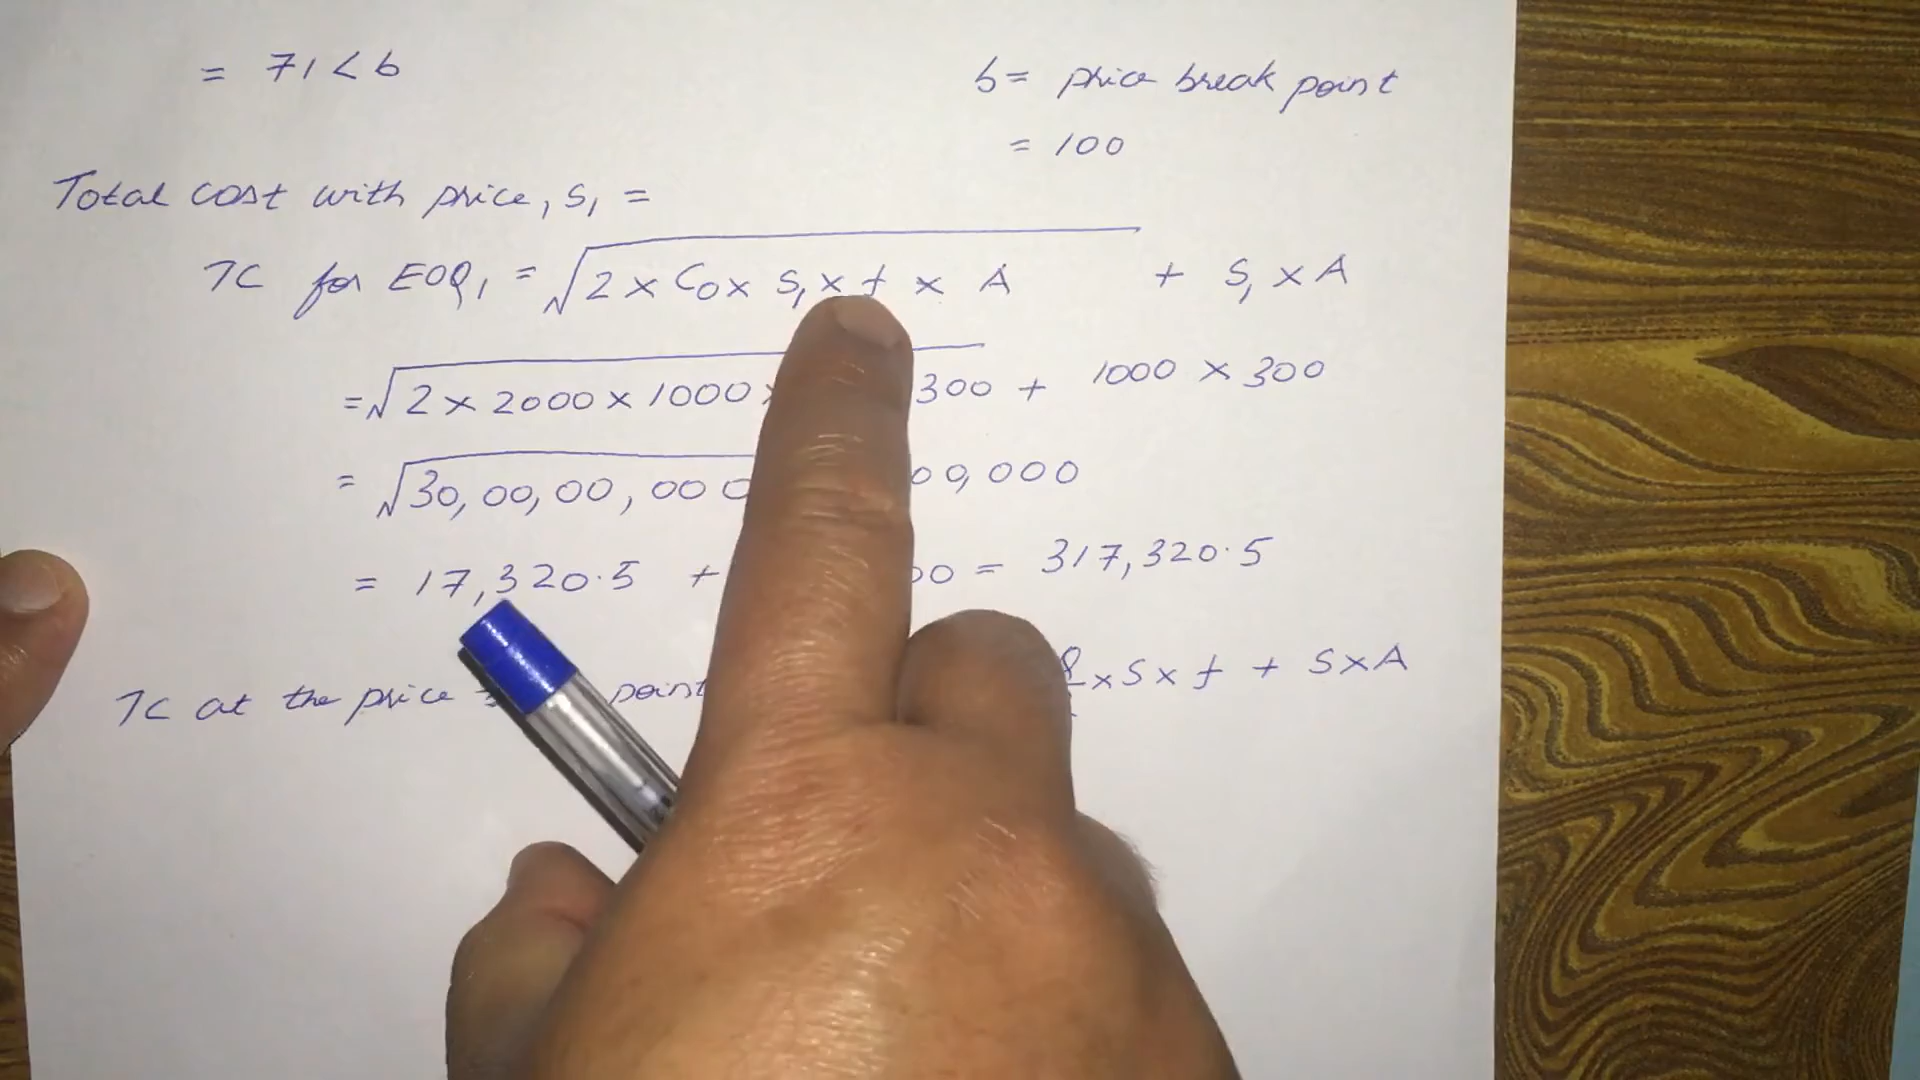 = 71 < b
b = price break point
= 100
Total cost with price, S₁ =
TC for EOQ₁ = √2 x Co x S₁ x f x A + S₁ x A
= √2 x 2000 x 1000 300 + 1000 x 300
= √30,00,00,000 00,000
= 17,320.5 + 00 = 317,320.5
TC at the price point x S x f + S x A